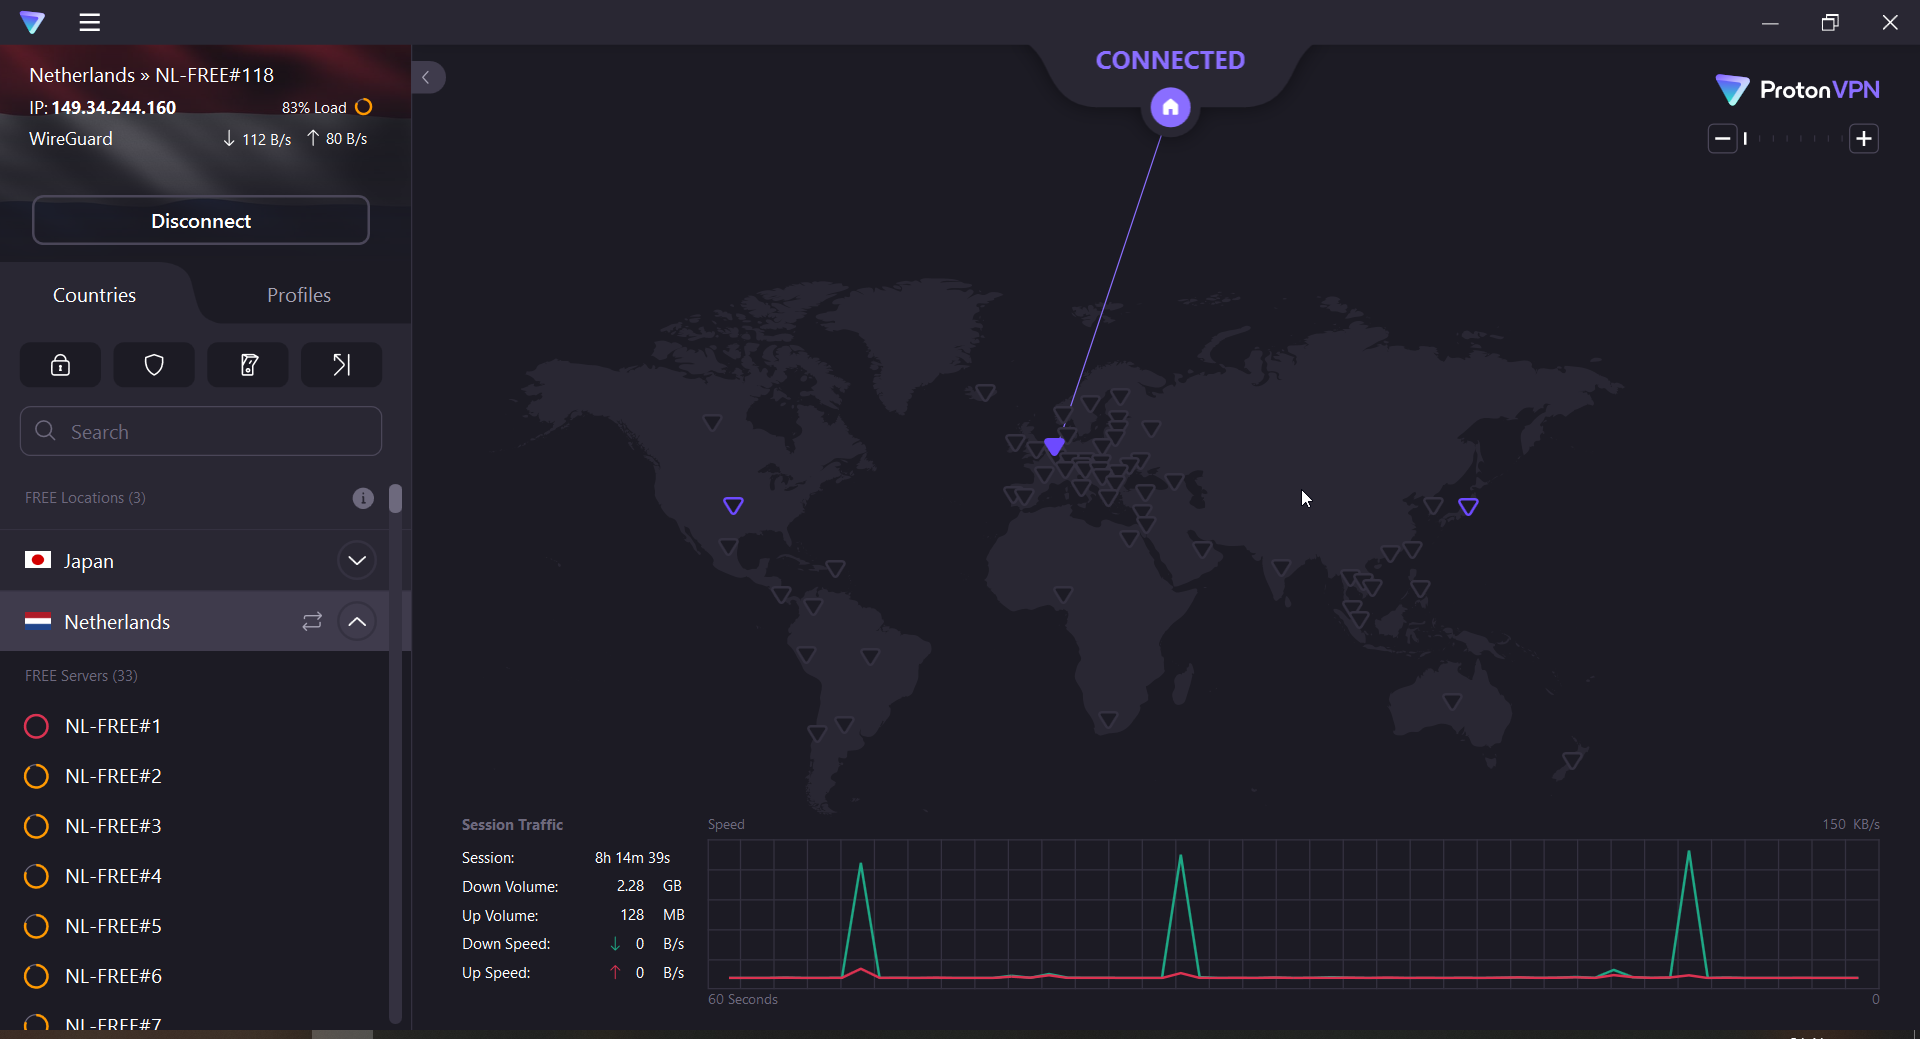 Netherlands » NL-FREE#118
IP: 149.34.244.160
83% Load
WireGuard
↓ 112 B/s ↑ 80 B/s
Disconnect
Countries
Profiles
Search
FREE Locations (3)
Japan
Netherlands
FREE Servers (33)
NL-FREE#1
NL-FREE#2
NL-FREE#3
NL-FREE#4
NL-FREE#5
NL-FREE#6
NL-FREE#7
CONNECTED
ProtonVPN
Session Traffic
Session: 8h 14m 39s
Down Volume: 2.28 GB
Up Volume: 128 MB
Down Speed: ↓ 0 B/s
Up Speed: ↑ 0 B/s
Speed
150 KB/s
60 Seconds
0